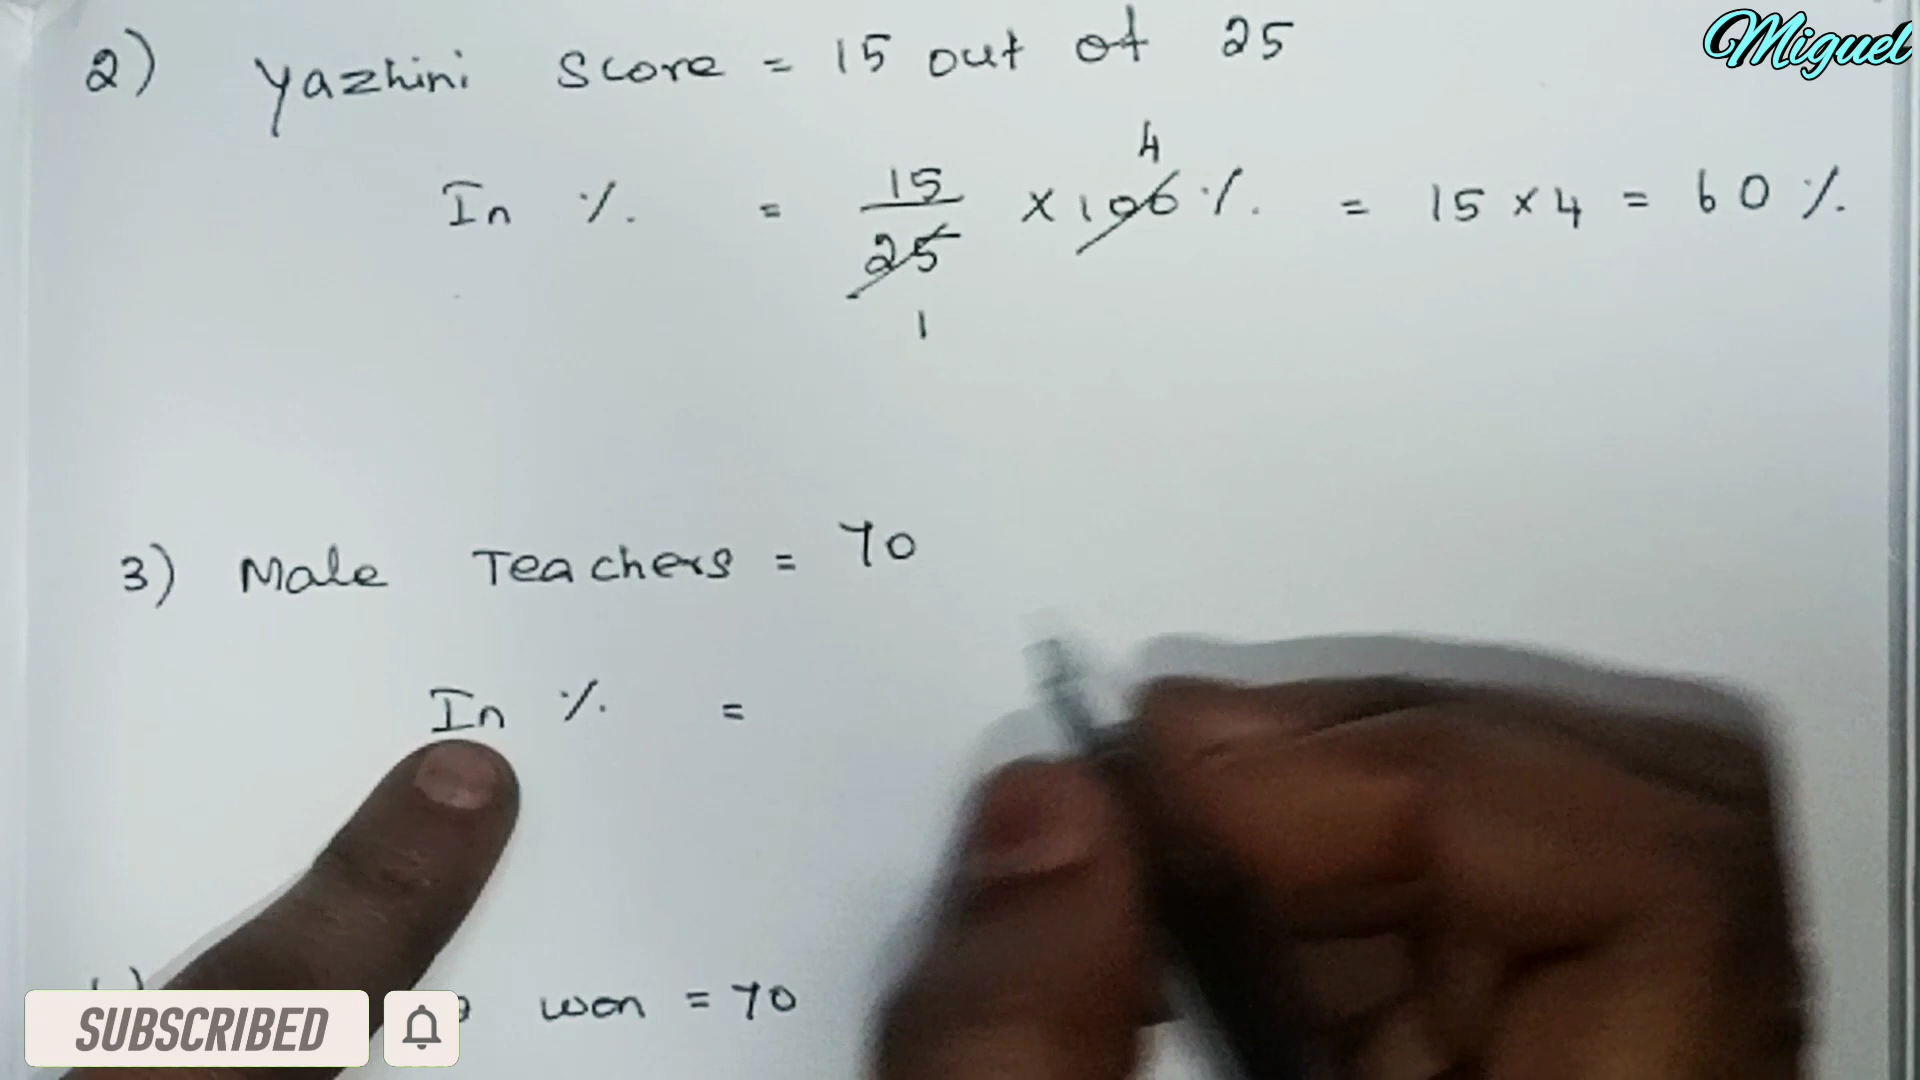 Miguel
2) Yazhini Score = 15 out of 25
4
In % = 15/25 × 100 % = 15 × 4 = 60 %
1
3) Male Teachers = 70
In % =
won = 70
SUBSCRIBED